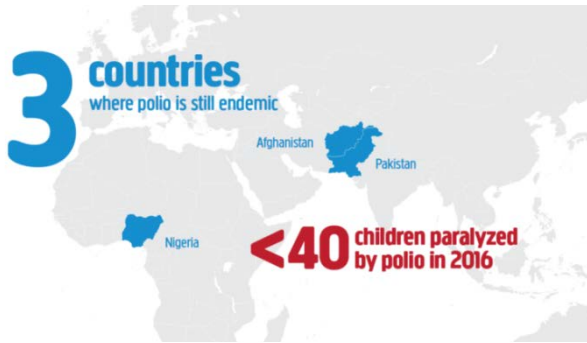 3 countries
where polio is still endemic
Afghanistan
Pakistan
Nigeria
<40 children paralyzed
by polio in 2016